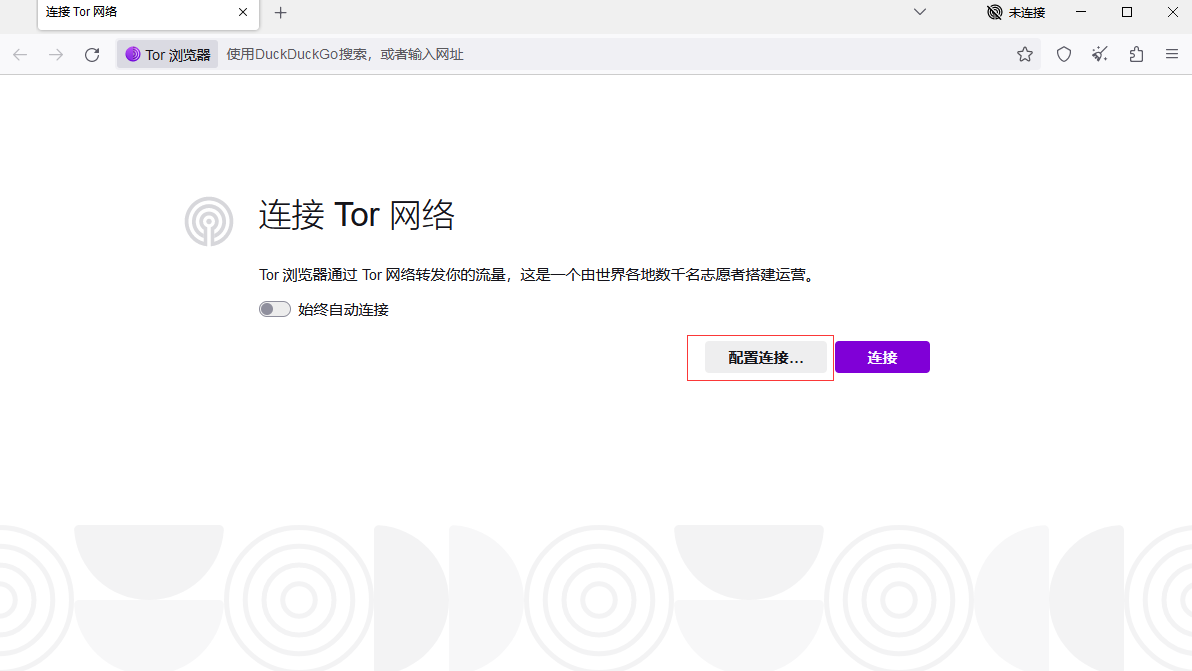 连接 Tor 网络
未连接
Tor 浏览器 使用DuckDuckGo搜索，或者输入网址
连接 Tor 网络
Tor 浏览器通过 Tor 网络转发你的流量，这是一个由世界各地数千名志愿者搭建运营。
始终自动连接
配置连接…
连接